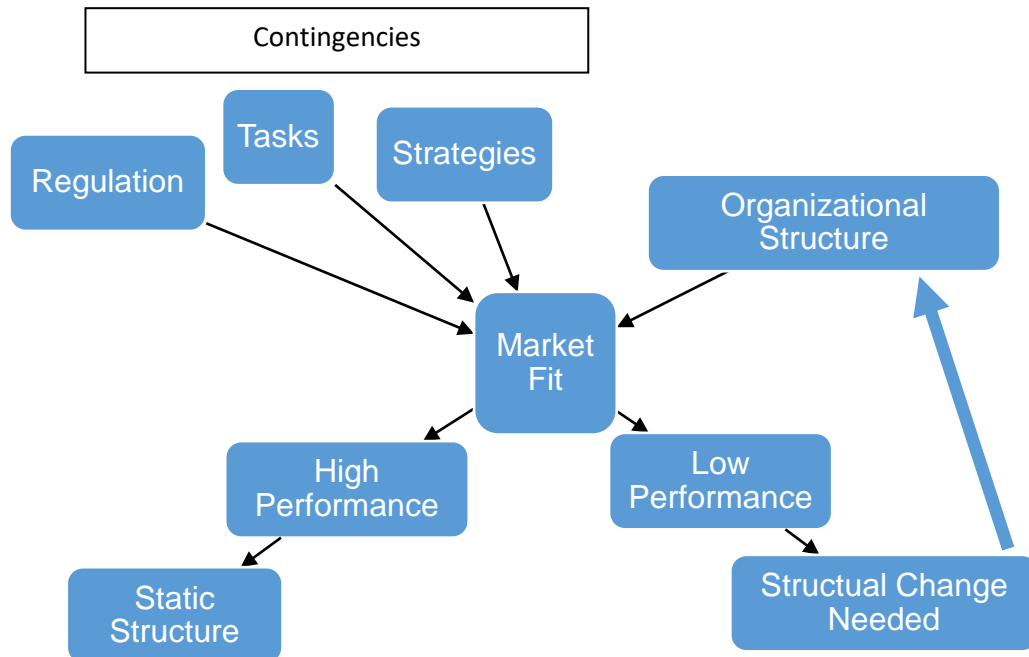 Contingencies
Tasks
Strategies
Regulation
Organizational
Structure
Market
Fit
High
Performance
Low
Performance
Static
Structure
Structual Change
Needed